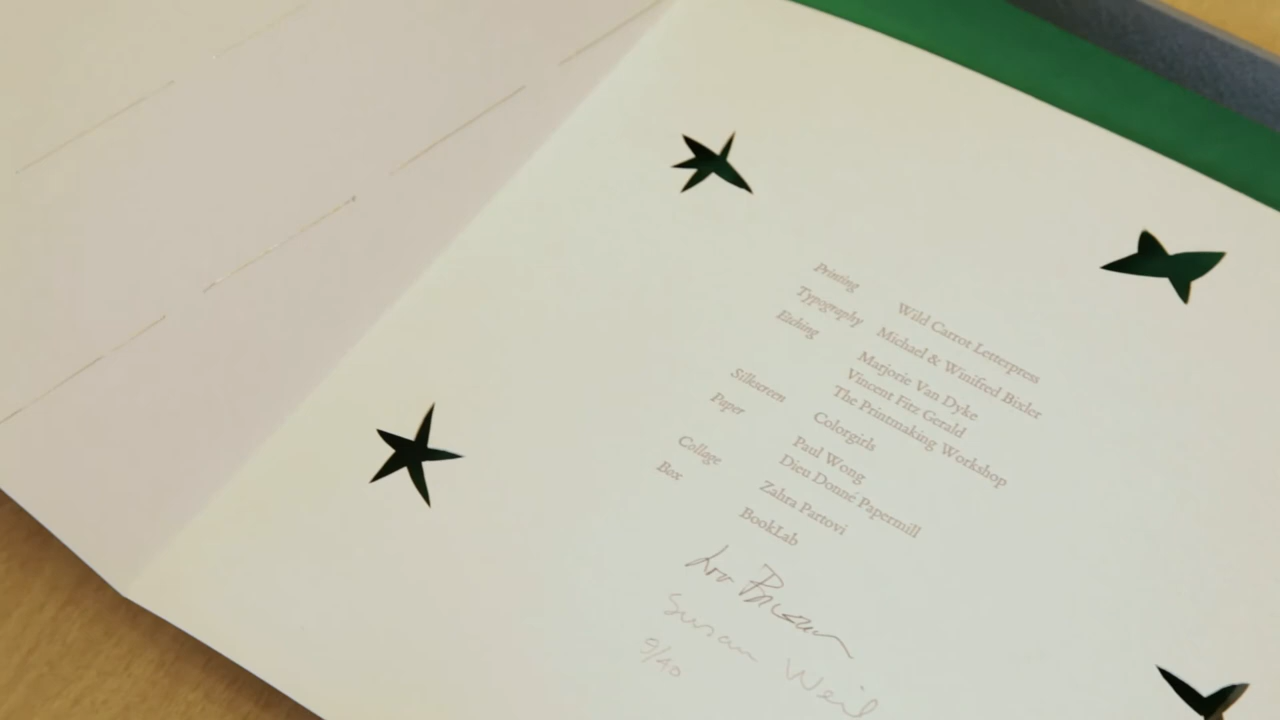 Printing Wild Carrot Letterpress
Typography Michael & Winifred Bixler
Etching Marjorie Van Dyke
Vincent Fitz Gerald
The Printmaking Workshop
Silkscreen Colorgirls
Paper Paul Wong
Dieu Donné Papermill
Collage Zahra Partovi
Box BookLab
Susan Weil
9/40